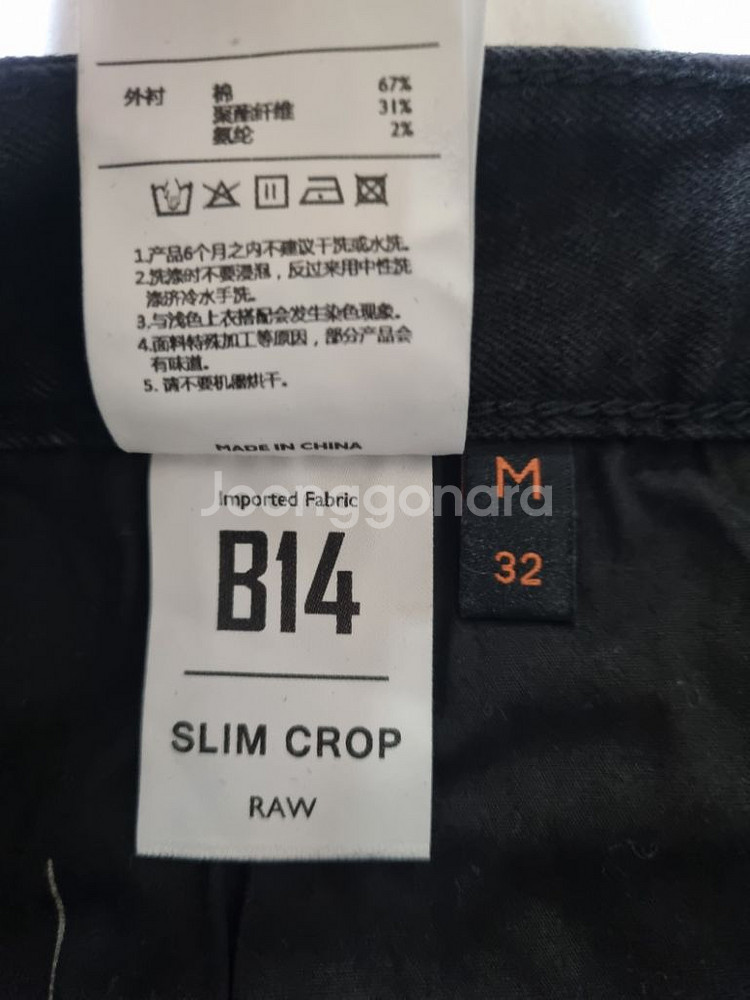 外衬 棉 67%
聚酯纤维 31%
氨纶 2%
1.产品6个月之内不建议干洗或水洗。
2.洗涤时不要浸泡，反过来用中性洗
涤济冷水手洗。
3.与浅色上衣搭配会发生染色现象。
4.面料特殊加工等原因，部分产品会
有味道。
5. 请不要机器烘干。
MADE IN CHINA
Joonggonara
Imported Fabric
B14
SLIM CROP
RAW
M
32